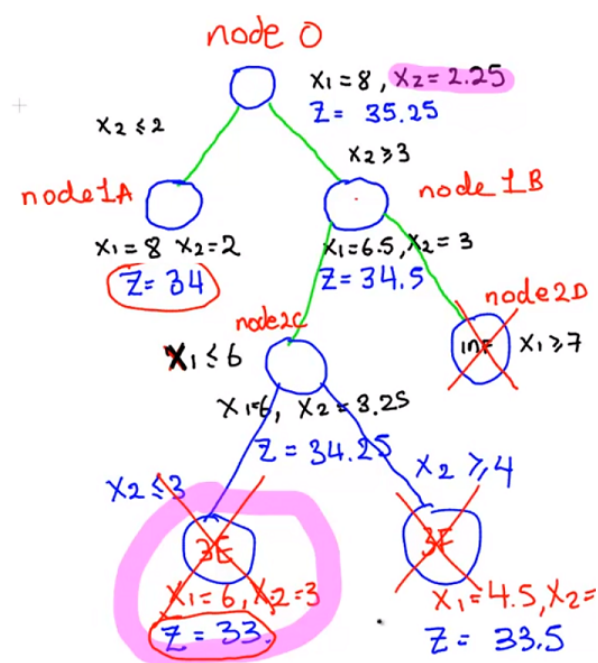 node 0
X₁ = 8, X₂ = 2.25
Z = 35.25
X₂ ≤ 2
X₂ ≥ 3
node1A
node 1B
X₁ = 8 X₂ = 2
Z = 34
X₁ = 6.5, X₂ = 3
Z = 34.5
node2D
node2C
INF
X₁ ≥ 7
X₁ ≤ 6
X₁ = 6, X₂ = 3.25
Z = 34.25
X₂ ≤ 3
X₂ ≥ 4
3E
3F
X₁ = 6, X₂ = 3
X₁ = 4.5, X₂ =
Z = 33.
Z = 33.5